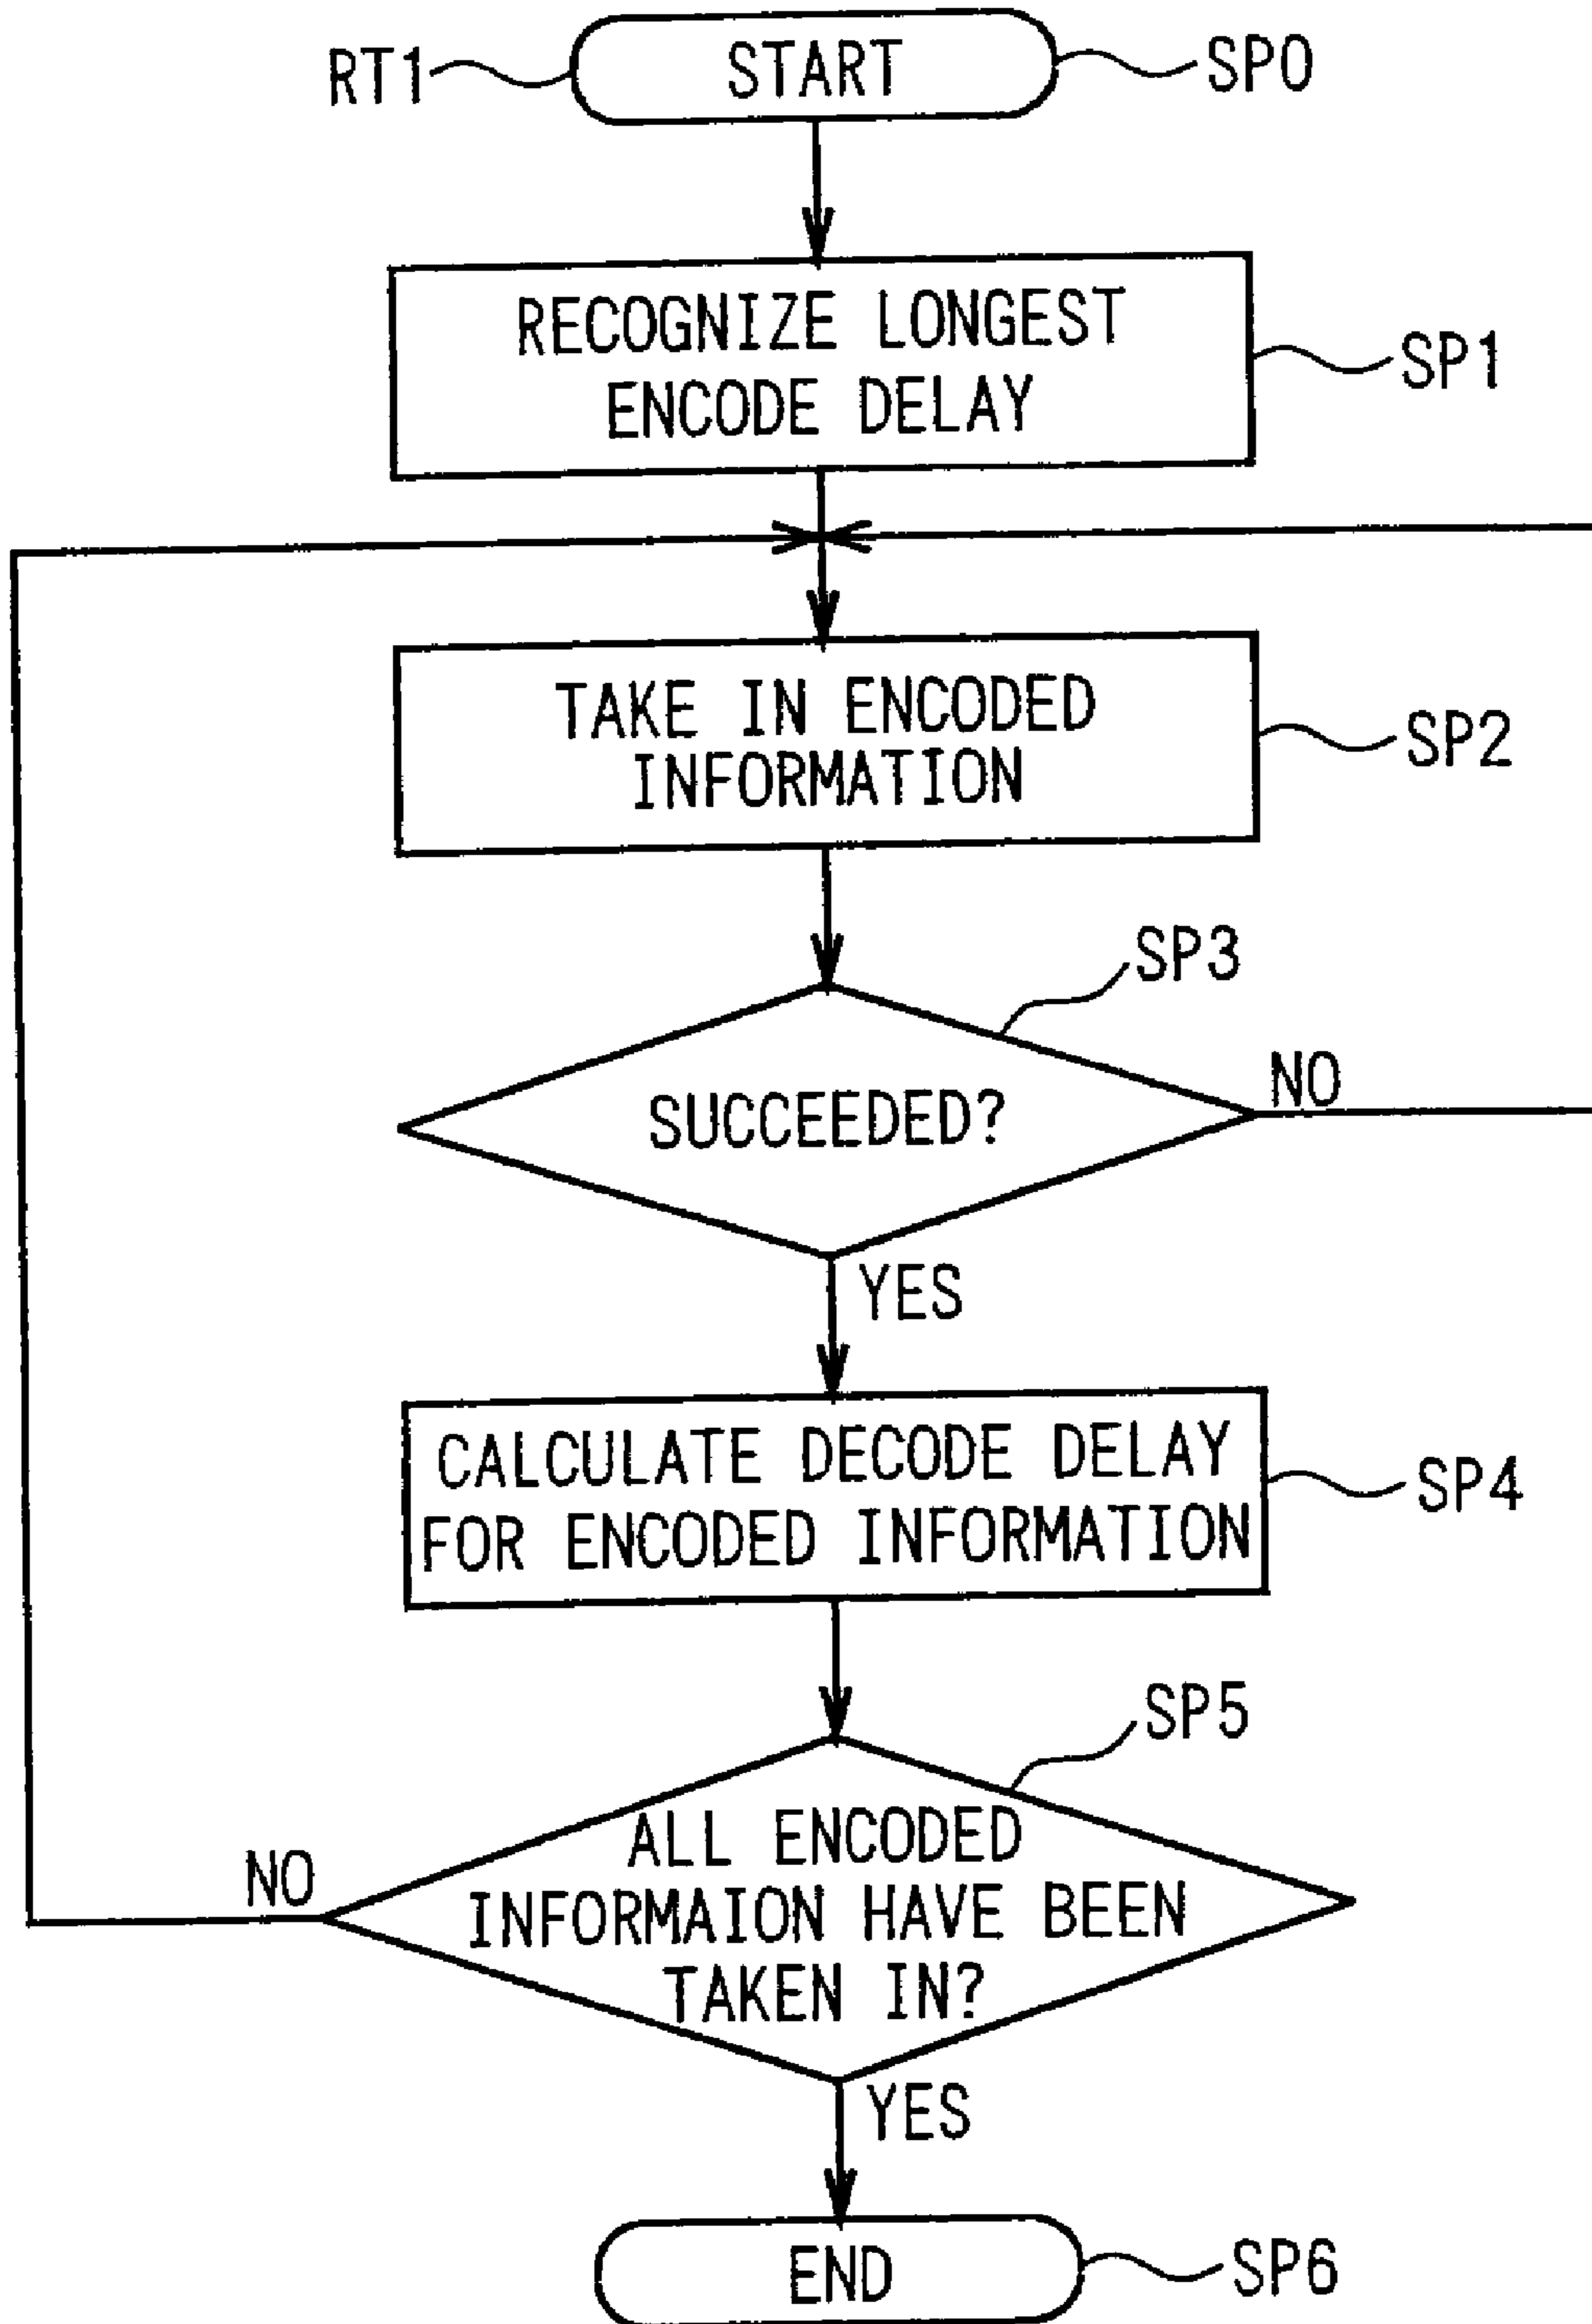 RT1
START
SP0
RECOGNIZE LONGEST
ENCODE DELAY
SP1
TAKE IN ENCODED
INFORMATION
SP2
SP3
SUCCEEDED?
NO
YES
CALCULATE DECODE DELAY
FOR ENCODED INFORMATION
SP4
SP5
ALL ENCODED
INFORMAION HAVE BEEN
TAKEN IN?
NO
YES
END
SP6